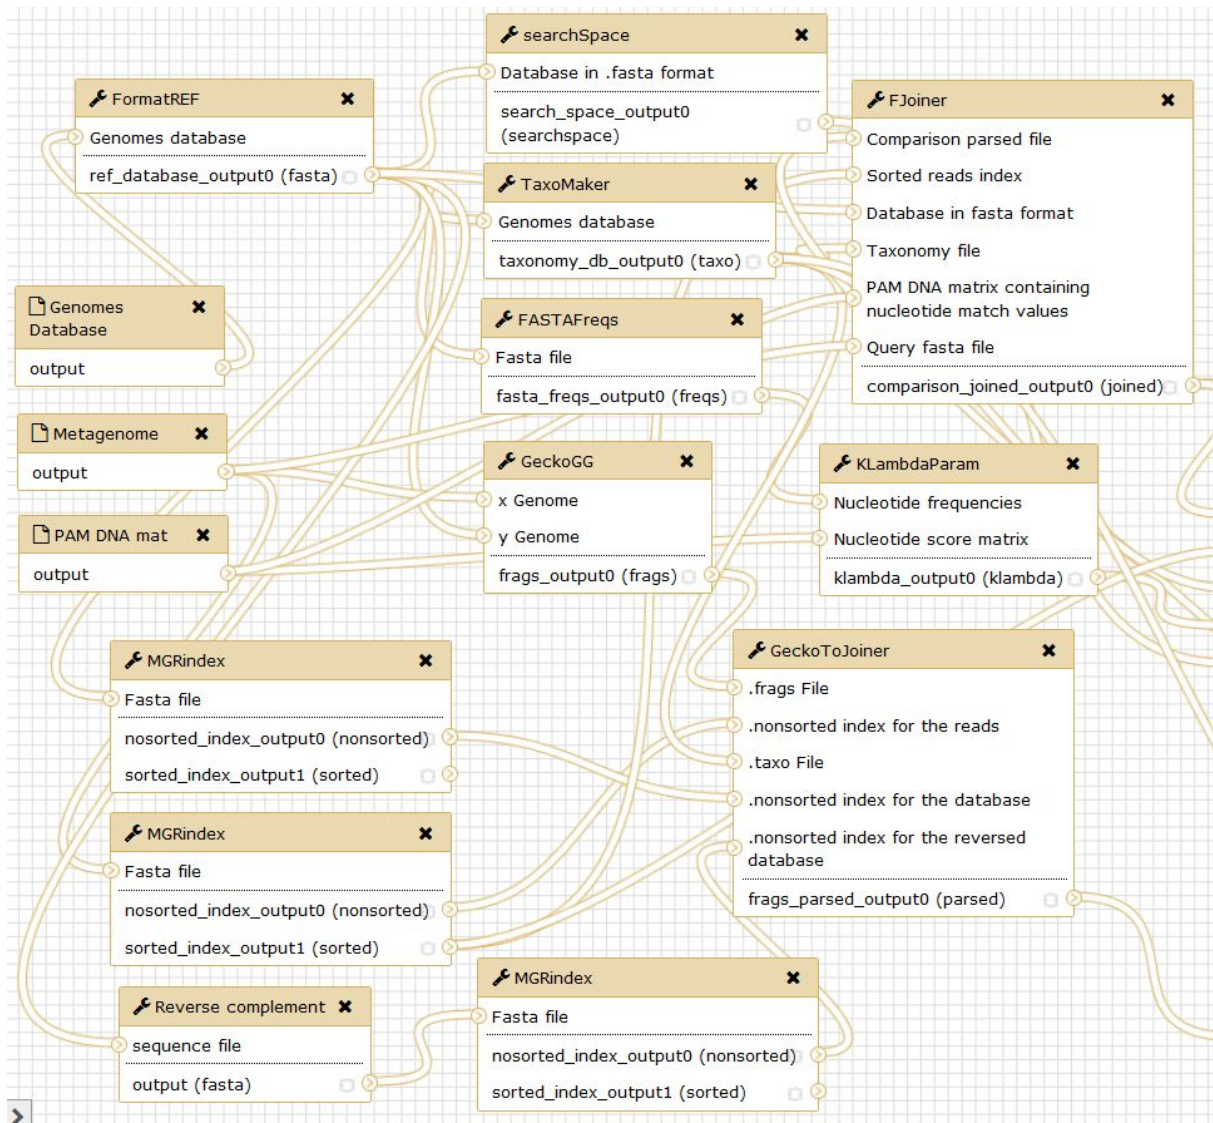 searchSpace
Database in .fasta format
search_space_output0
(searchspace)
FormatREF
Genomes database
ref_database_output0 (fasta)
FJoiner
Comparison parsed file
Sorted reads index
Database in fasta format
Taxonomy file
PAM DNA matrix containing
nucleotide match values
Query fasta file
comparison_joined_output0 (joined)
TaxoMaker
Genomes database
taxonomy_db_output0 (taxo)
Genomes
Database
output
FASTAFreqs
Fasta file
fasta_freqs_output0 (freqs)
Metagenome
output
GeckoGG
x Genome
y Genome
frags_output0 (frags)
KLambdaParam
Nucleotide frequencies
Nucleotide score matrix
klambda_output0 (klambda)
PAM DNA mat
output
MGRindex
Fasta file
nosorted_index_output0 (nonsorted)
sorted_index_output1 (sorted)
GeckoToJoiner
.frags File
.nonsorted index for the reads
.taxo File
.nonsorted index for the database
.nonsorted index for the reversed
database
frags_parsed_output0 (parsed)
MGRindex
Fasta file
nosorted_index_output0 (nonsorted)
sorted_index_output1 (sorted)
Reverse complement
sequence file
output (fasta)
MGRindex
Fasta file
nosorted_index_output0 (nonsorted)
sorted_index_output1 (sorted)